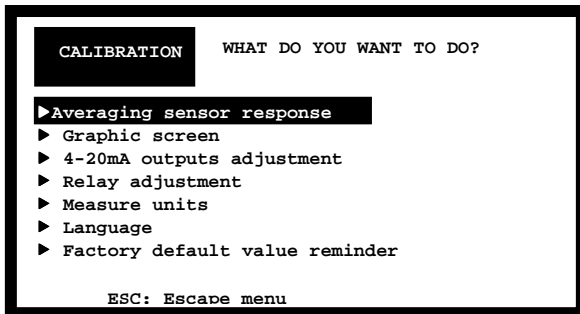 CALIBRATION WHAT DO YOU WANT TO DO?
Averaging sensor response
Graphic screen
4-20mA outputs adjustment
Relay adjustment
Measure units
Language
Factory default value reminder
ESC: Escape menu